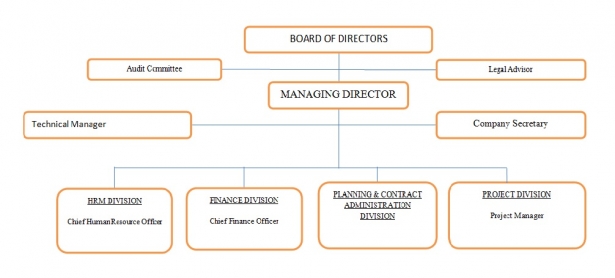 BOARD OF DIRECTORS
Audit Committee
Legal Advisor
MANAGING DIRECTOR
Technical Manager
Company Secretary
HRM DIVISION
Chief Human Resource Officer
FINANCE DIVISION
Chief Finance Officer
PLANNING & CONTRACT
ADMINISTRATION
DIVISION
PROJECT DIVISION
Project Manager